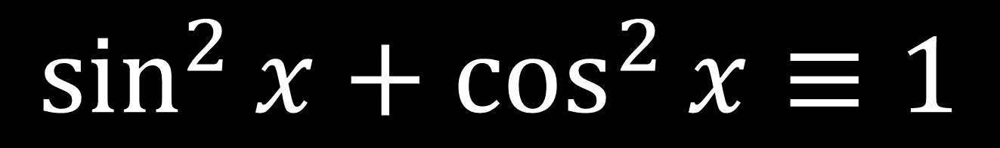 sin² x + cos² x ≡ 1